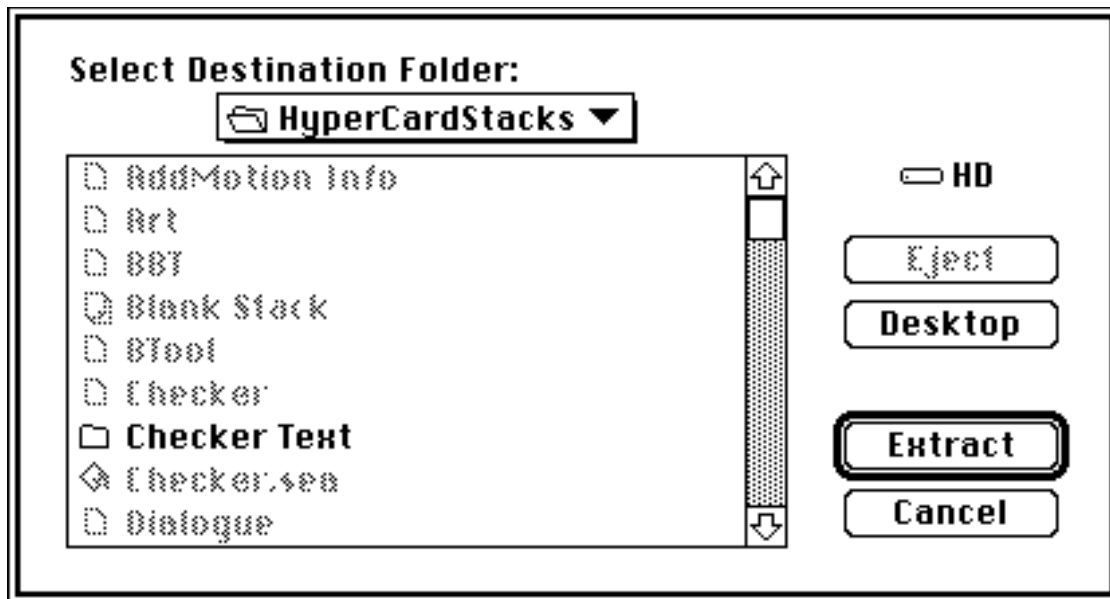 Select Destination Folder:
HyperCardStacks
AddMotion Info
HD
Art
BBT
Eject
Blank Stack
Desktop
BTool
Checker
Checker Text
Extract
Checker.sea
Cancel
Dialogue